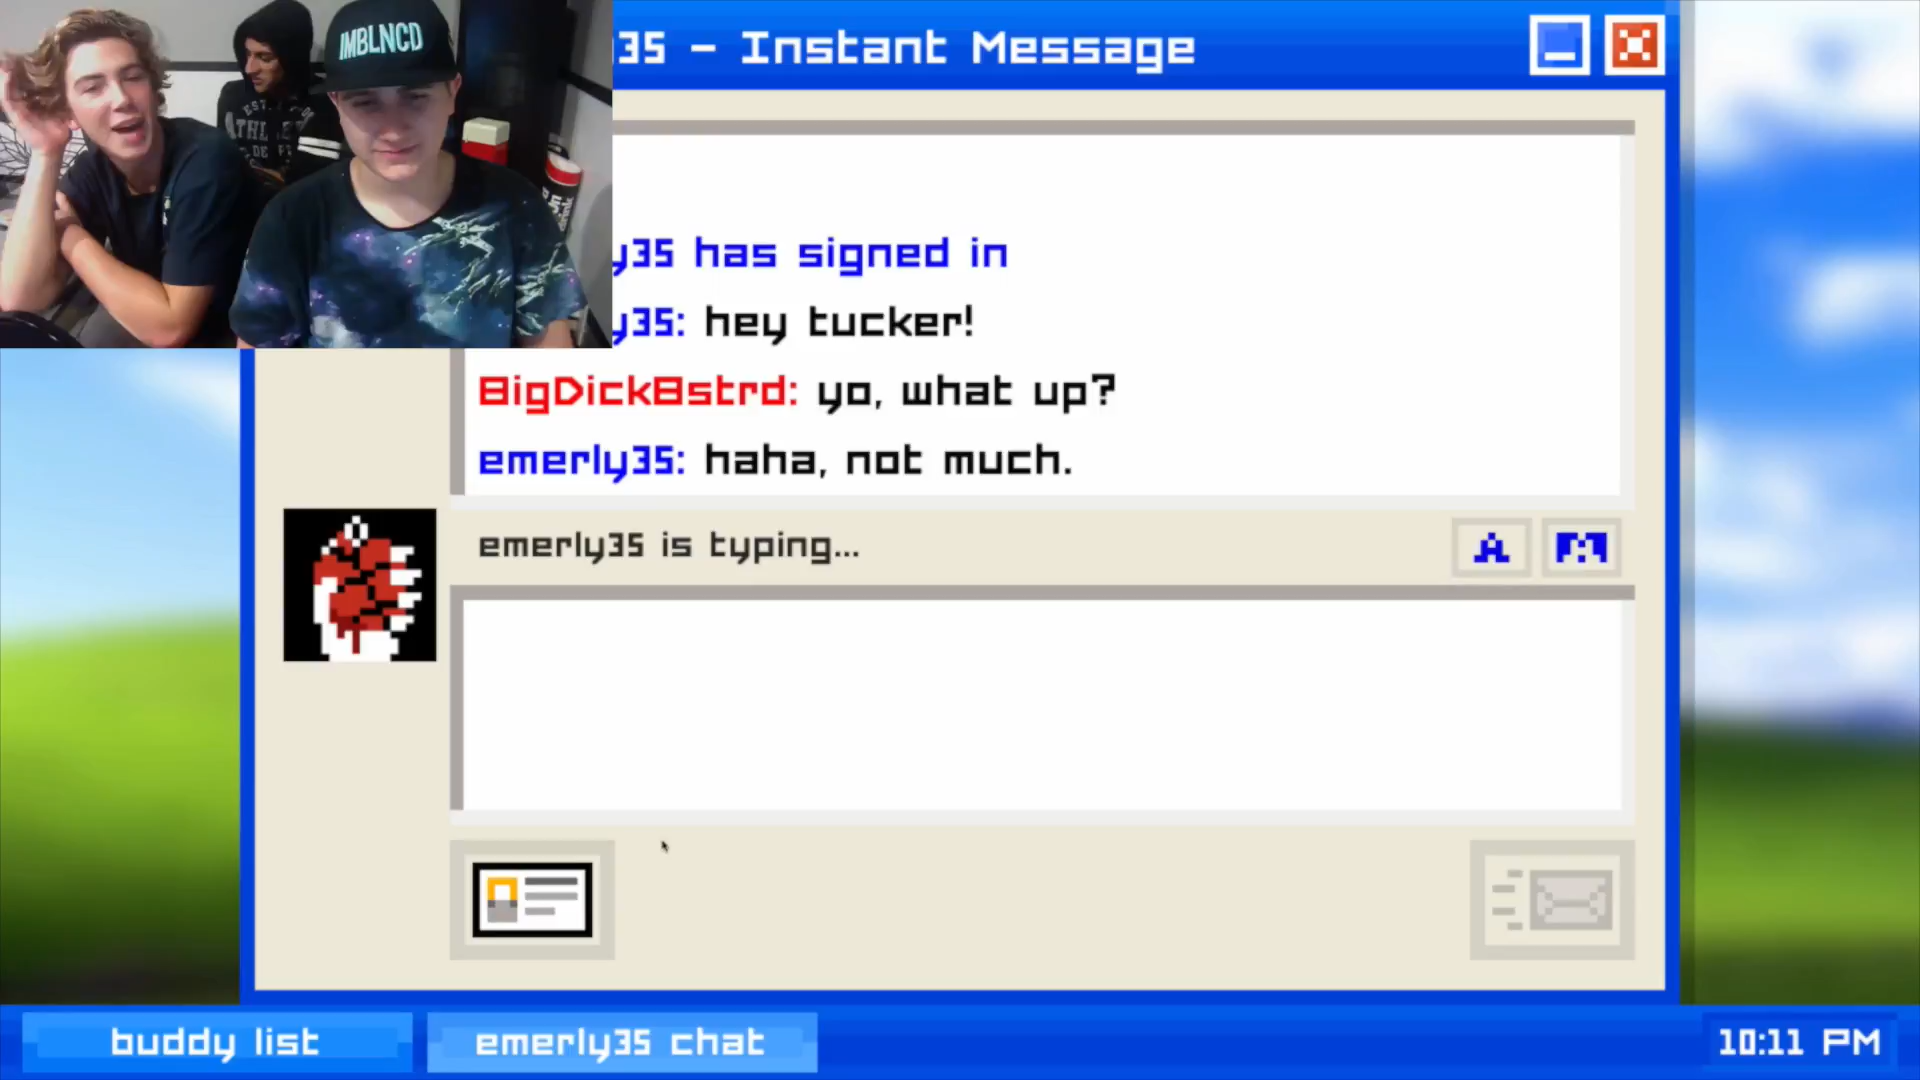 IMBLNCD
y35 - Instant Message
y35 has signed in
y35: hey tucker!
BigDickBstrd: yo, what up?
emerly35: haha, not much.
emerly35 is typing...
A
buddy list
emerly35 chat
10:11 PM